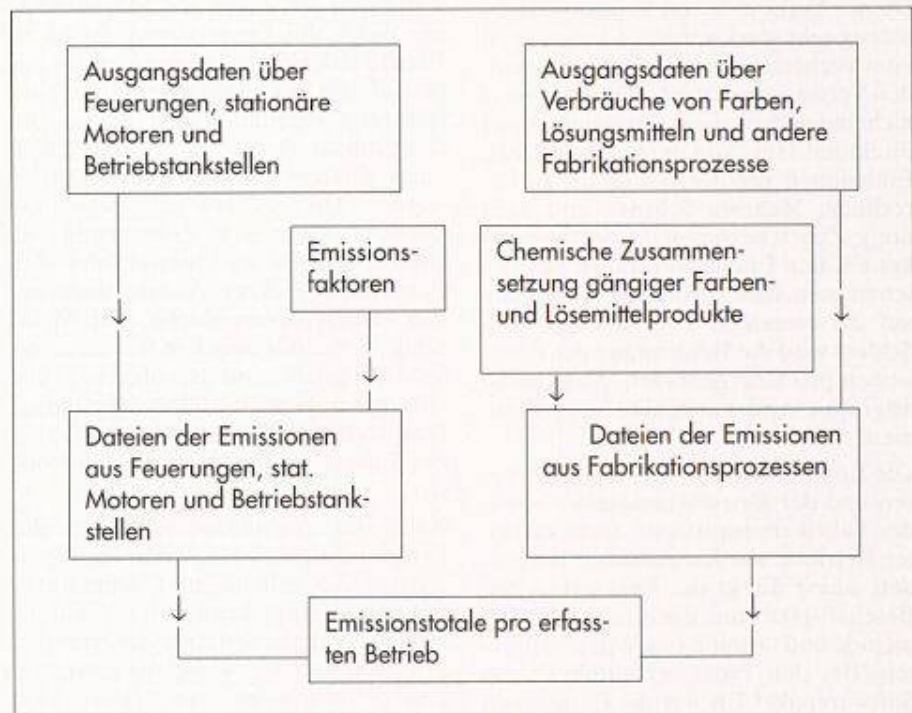 Ausgangsdaten über
Feuerungen, stationäre
Motoren und
Betriebstankstellen
Ausgangsdaten über
Verbräuche von Farben,
Lösungsmitteln und andere
Fabrikationsprozesse
Emissions-
faktoren
Chemische Zusammen-
setzung gängiger Farben-
und Lösemittelprodukte
Dateien der Emissionen
aus Feuerungen, stat.
Motoren und Betriebstank-
stellen
Dateien der Emissionen
aus Fabrikationsprozessen
Emissionstotale pro erfass-
ten Betrieb